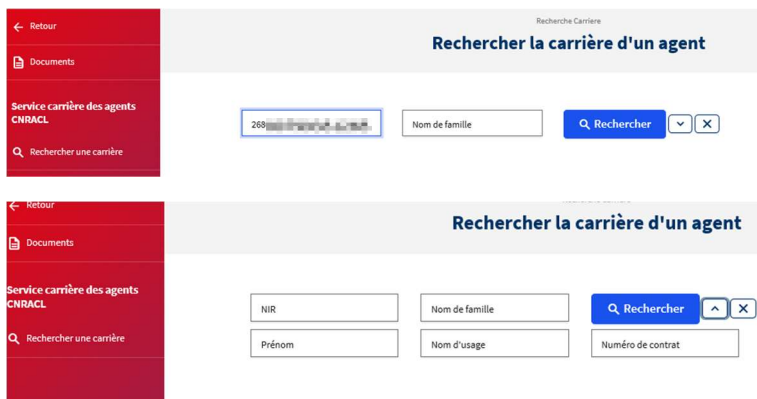 Retour
Documents
Service carrière des agents
CNRACL
Rechercher une carrière
Recherche Carriere
Rechercher la carrière d'un agent
268
Nom de famille
Rechercher
Retour
Documents
Service carrière des agents
CNRACL
Rechercher une carrière
Rechercher la carrière d'un agent
NIR
Nom de famille
Rechercher
Prénom
Nom d'usage
Numéro de contrat